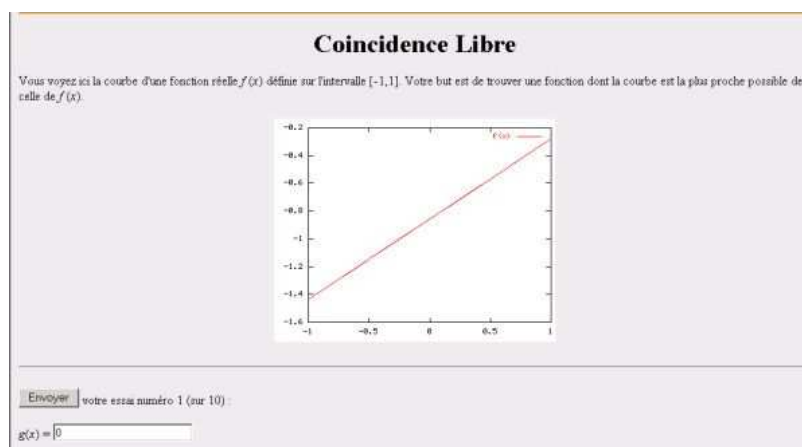 Coincidence Libre
Vous voyez ici la courbe d'une fonction réelle f (x) définie sur l'intervalle [-1,1]. Votre but est de trouver une fonction dont la courbe est la plus proche possible de
celle de f (x).
f(x)
-0.2
-0.4
-0.6
-0.8
-1
-1.2
-1.4
-1.6
-1 -0.5 0 0.5 1
Envoyer votre essai numéro 1 (sur 10) :
g(x) = 0